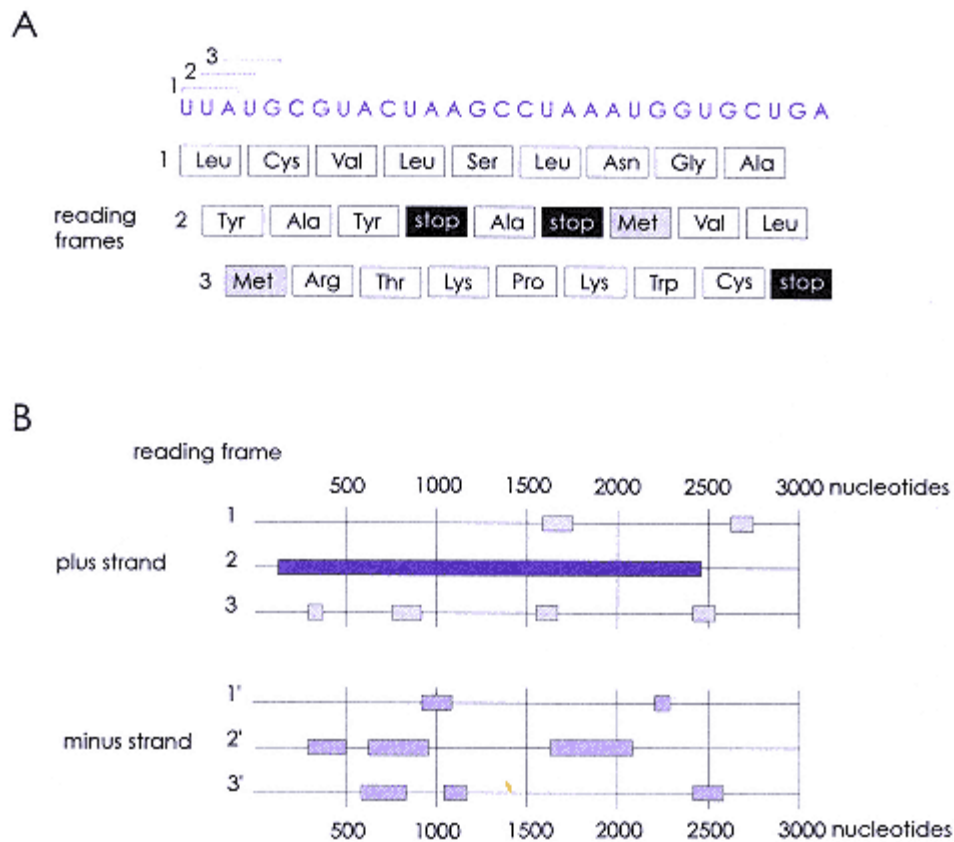 A
3
2
1
U U A U G C G U A C U A A G C C U A A A U G G U G C U G A
1 Leu Cys Val Leu Ser Leu Asn Gly Ala
reading frames
2 Tyr Ala Tyr stop Ala stop Met Val Leu
3 Met Arg Thr Lys Pro Lys Trp Cys stop
B
reading frame
500 1000 1500 2000 2500 3000 nucleotides
1
plus strand 2
3
1'
minus strand 2'
3'
500 1000 1500 2000 2500 3000 nucleotides